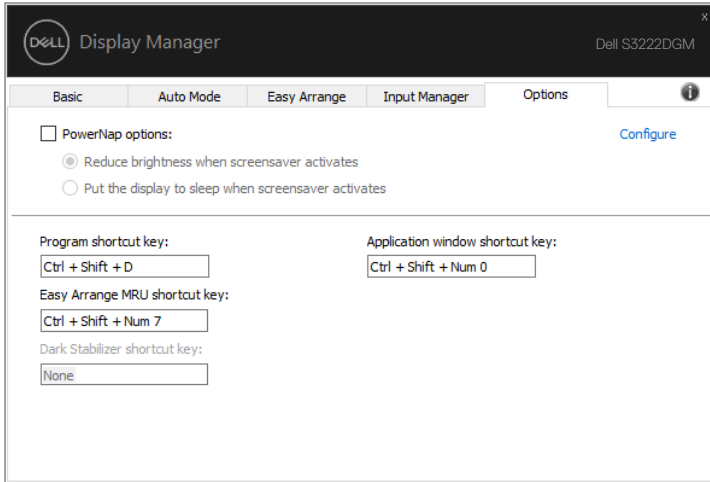 x
DELL Display Manager
Dell S3222DGM
Basic Auto Mode Easy Arrange Input Manager Options
PowerNap options: Configure
Reduce brightness when screensaver activates
Put the display to sleep when screensaver activates
Program shortcut key: Application window shortcut key:
Ctrl + Shift + D Ctrl + Shift + Num 0
Easy Arrange MRU shortcut key:
Ctrl + Shift + Num 7
Dark Stabilizer shortcut key:
None